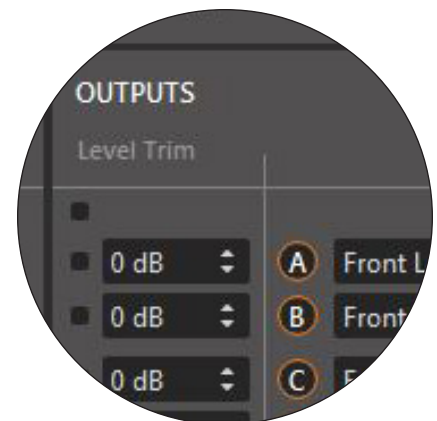 OUTPUTS
Level Trim
0 dB A Front L
0 dB B Front
0 dB C